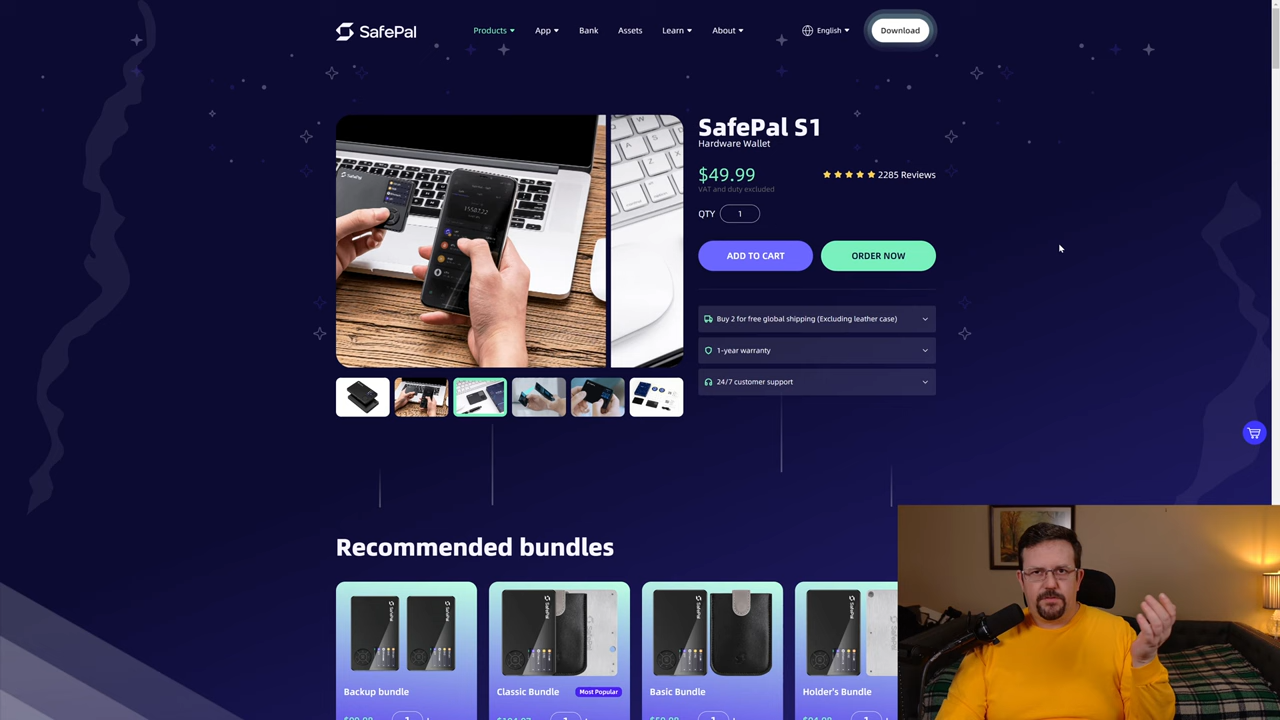 SafePal
Products
App
Bank
Assets
Learn
About
English
Download
SafePal S1
Hardware Wallet
$49.99
2285 Reviews
VAT and duty excluded
QTY
1
ADD TO CART
ORDER NOW
Buy 2 for free global shipping (Excluding leather case)
1-year warranty
24/7 customer support
Recommended bundles
Backup bundle
Classic Bundle
Most Popular
Basic Bundle
Holder's Bundle